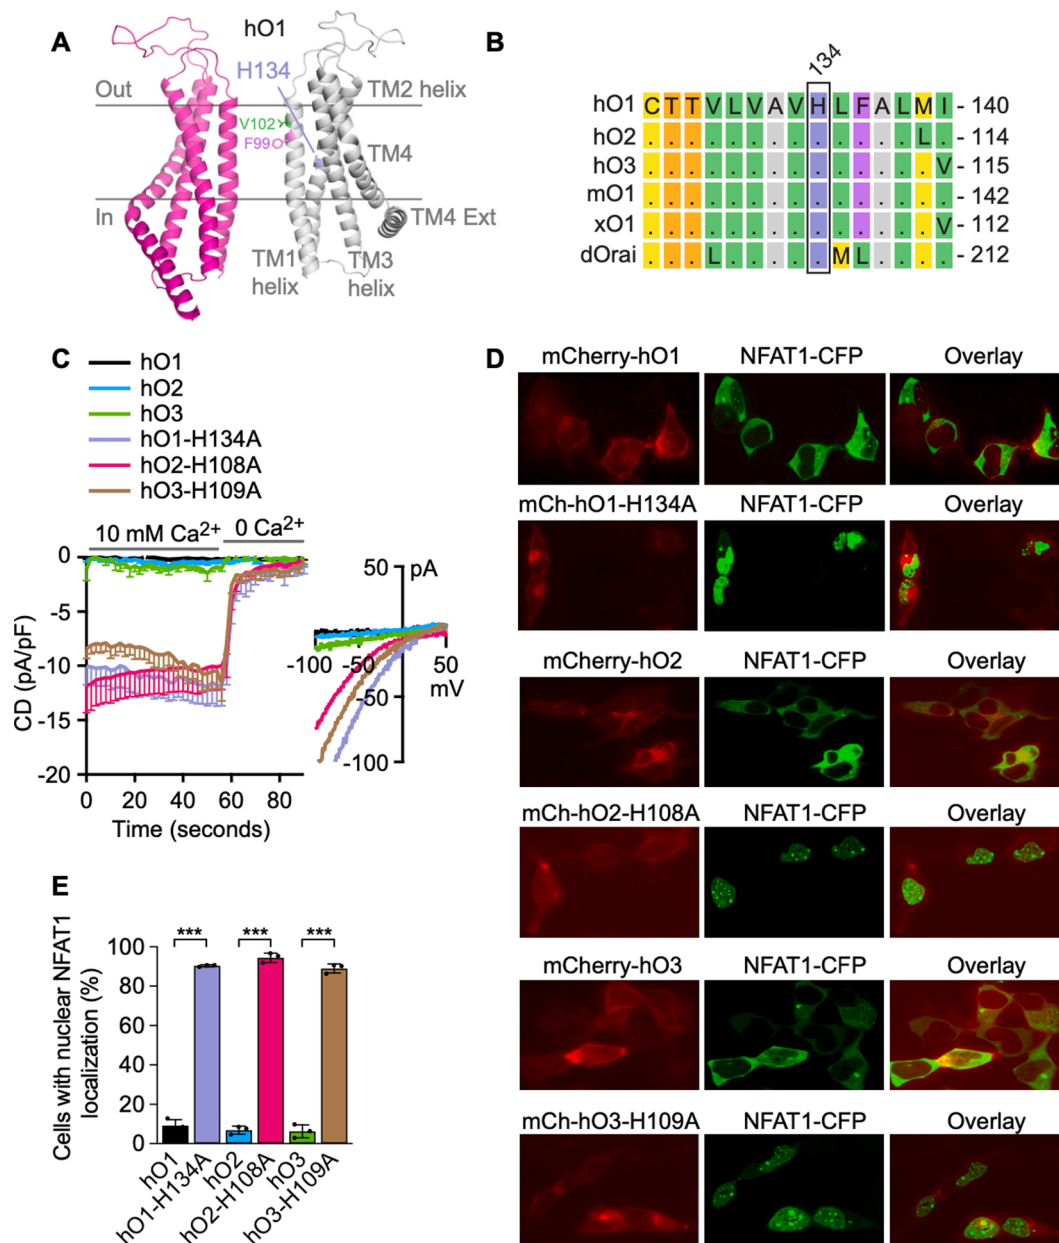 A
hO1
H134
Out
TM2 helix
V102
F99
TM4
In
TM4 Ext
TM1 helix
TM3 helix
B
134
hO1 C T T V L V A V H L F A L M I - 140
hO2 . . . . . . . . . . . . . L . - 114
hO3 . . . . . . . . . . . . . . V - 115
mO1 . . . . . . . . . . . . . . . - 142
xO1 . . . . . . . . . . . . . . V - 112
dOrai . . . L . . . . . M L . . . . - 212
C
hO1
hO2
hO3
hO1-H134A
hO2-H108A
hO3-H109A
10 mM Ca2+
0 Ca2+
0
-5
-10
-15
-20
CD (pA/pF)
0 20 40 60 80
Time (seconds)
50 pA
-100 -50 50
mV
-50
-100
D
mCherry-hO1 NFAT1-CFP Overlay
mCh-hO1-H134A NFAT1-CFP Overlay
mCherry-hO2 NFAT1-CFP Overlay
mCh-hO2-H108A NFAT1-CFP Overlay
mCherry-hO3 NFAT1-CFP Overlay
mCh-hO3-H109A NFAT1-CFP Overlay
E
*** *** ***
100
80
60
40
20
0
Cells with nuclear NFAT1
localization (%)
hO1
hO1-H134A
hO2
hO2-H108A
hO3
hO3-H109A